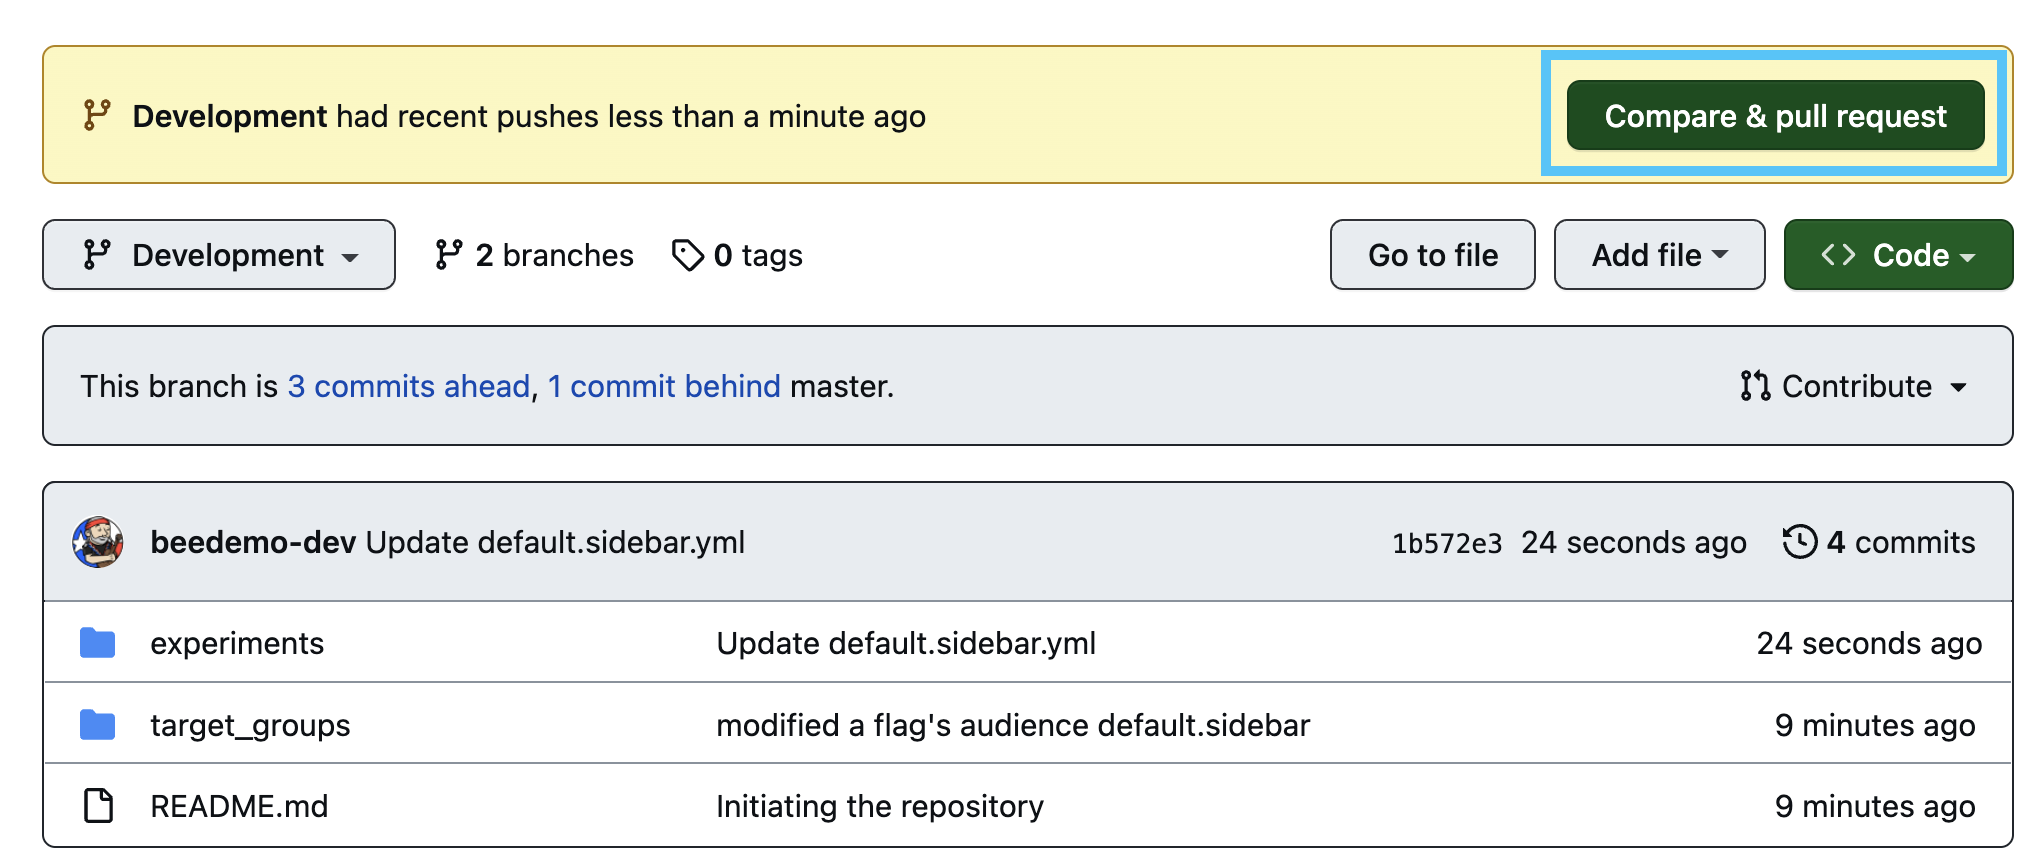 Development had recent pushes less than a minute ago
Compare & pull request
Development
2 branches
0 tags
Go to file
Add file
Code
This branch is 3 commits ahead, 1 commit behind master.
Contribute
beedemo-dev Update default.sidebar.yml
1b572e3 24 seconds ago
4 commits
experiments
Update default.sidebar.yml
24 seconds ago
target_groups
modified a flag's audience default.sidebar
9 minutes ago
README.md
Initiating the repository
9 minutes ago